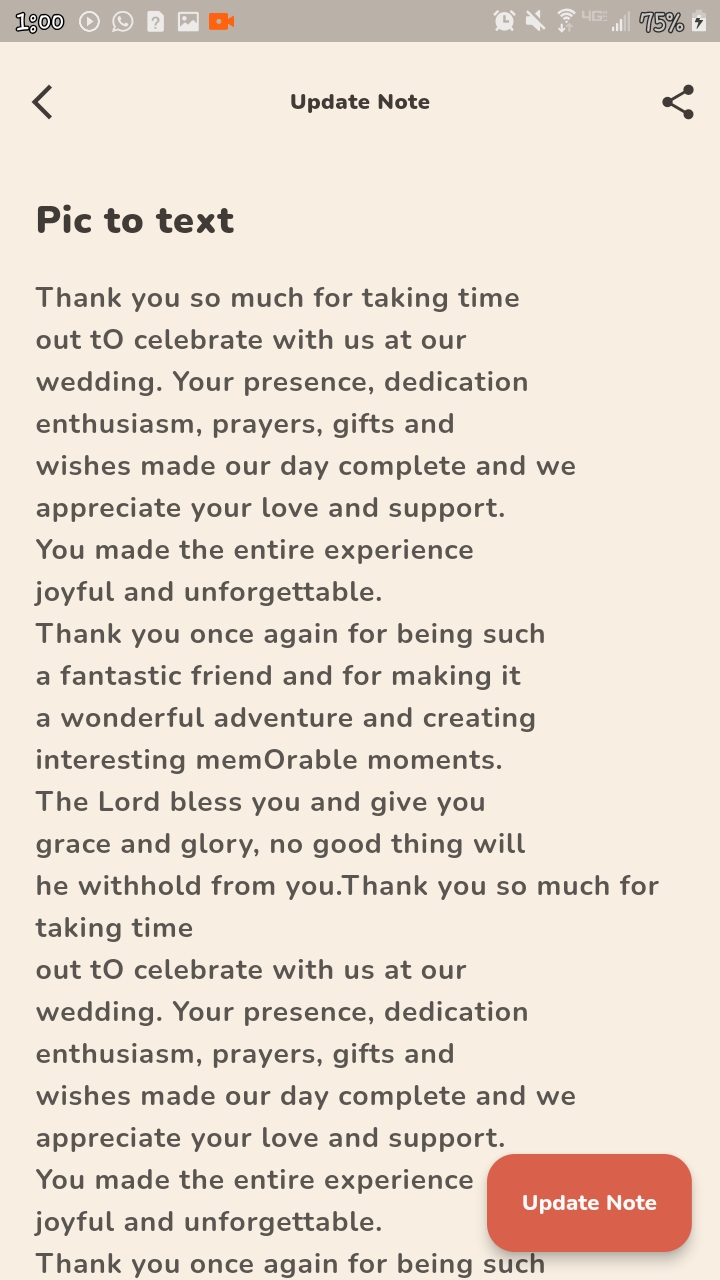 1:00
4G
75%
Update Note
Pic to text
Thank you so much for taking time
out tO celebrate with us at our
wedding. Your presence, dedication
enthusiasm, prayers, gifts and
wishes made our day complete and we
appreciate your love and support.
You made the entire experience
joyful and unforgettable.
Thank you once again for being such
a fantastic friend and for making it
a wonderful adventure and creating
interesting memOrable moments.
The Lord bless you and give you
grace and glory, no good thing will
he withhold from you.Thank you so much for
taking time
out tO celebrate with us at our
wedding. Your presence, dedication
enthusiasm, prayers, gifts and
wishes made our day complete and we
appreciate your love and support.
You made the entire experience
joyful and unforgettable.
Update Note
Thank you once again for being such